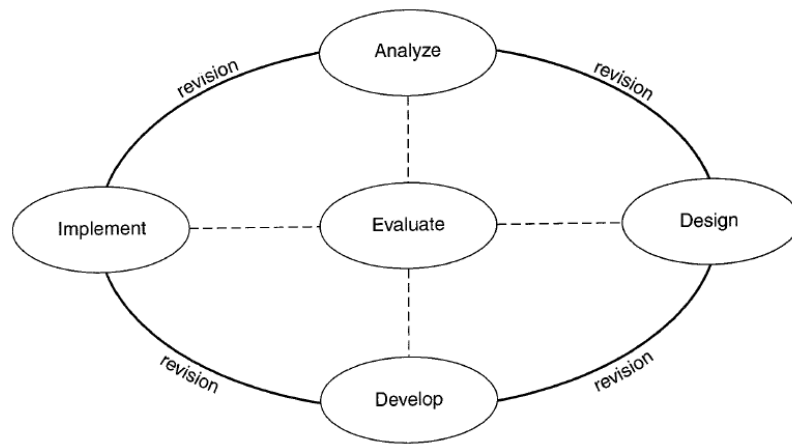 Analyze
revision
revision
Implement
Evaluate
Design
revision
revision
Develop